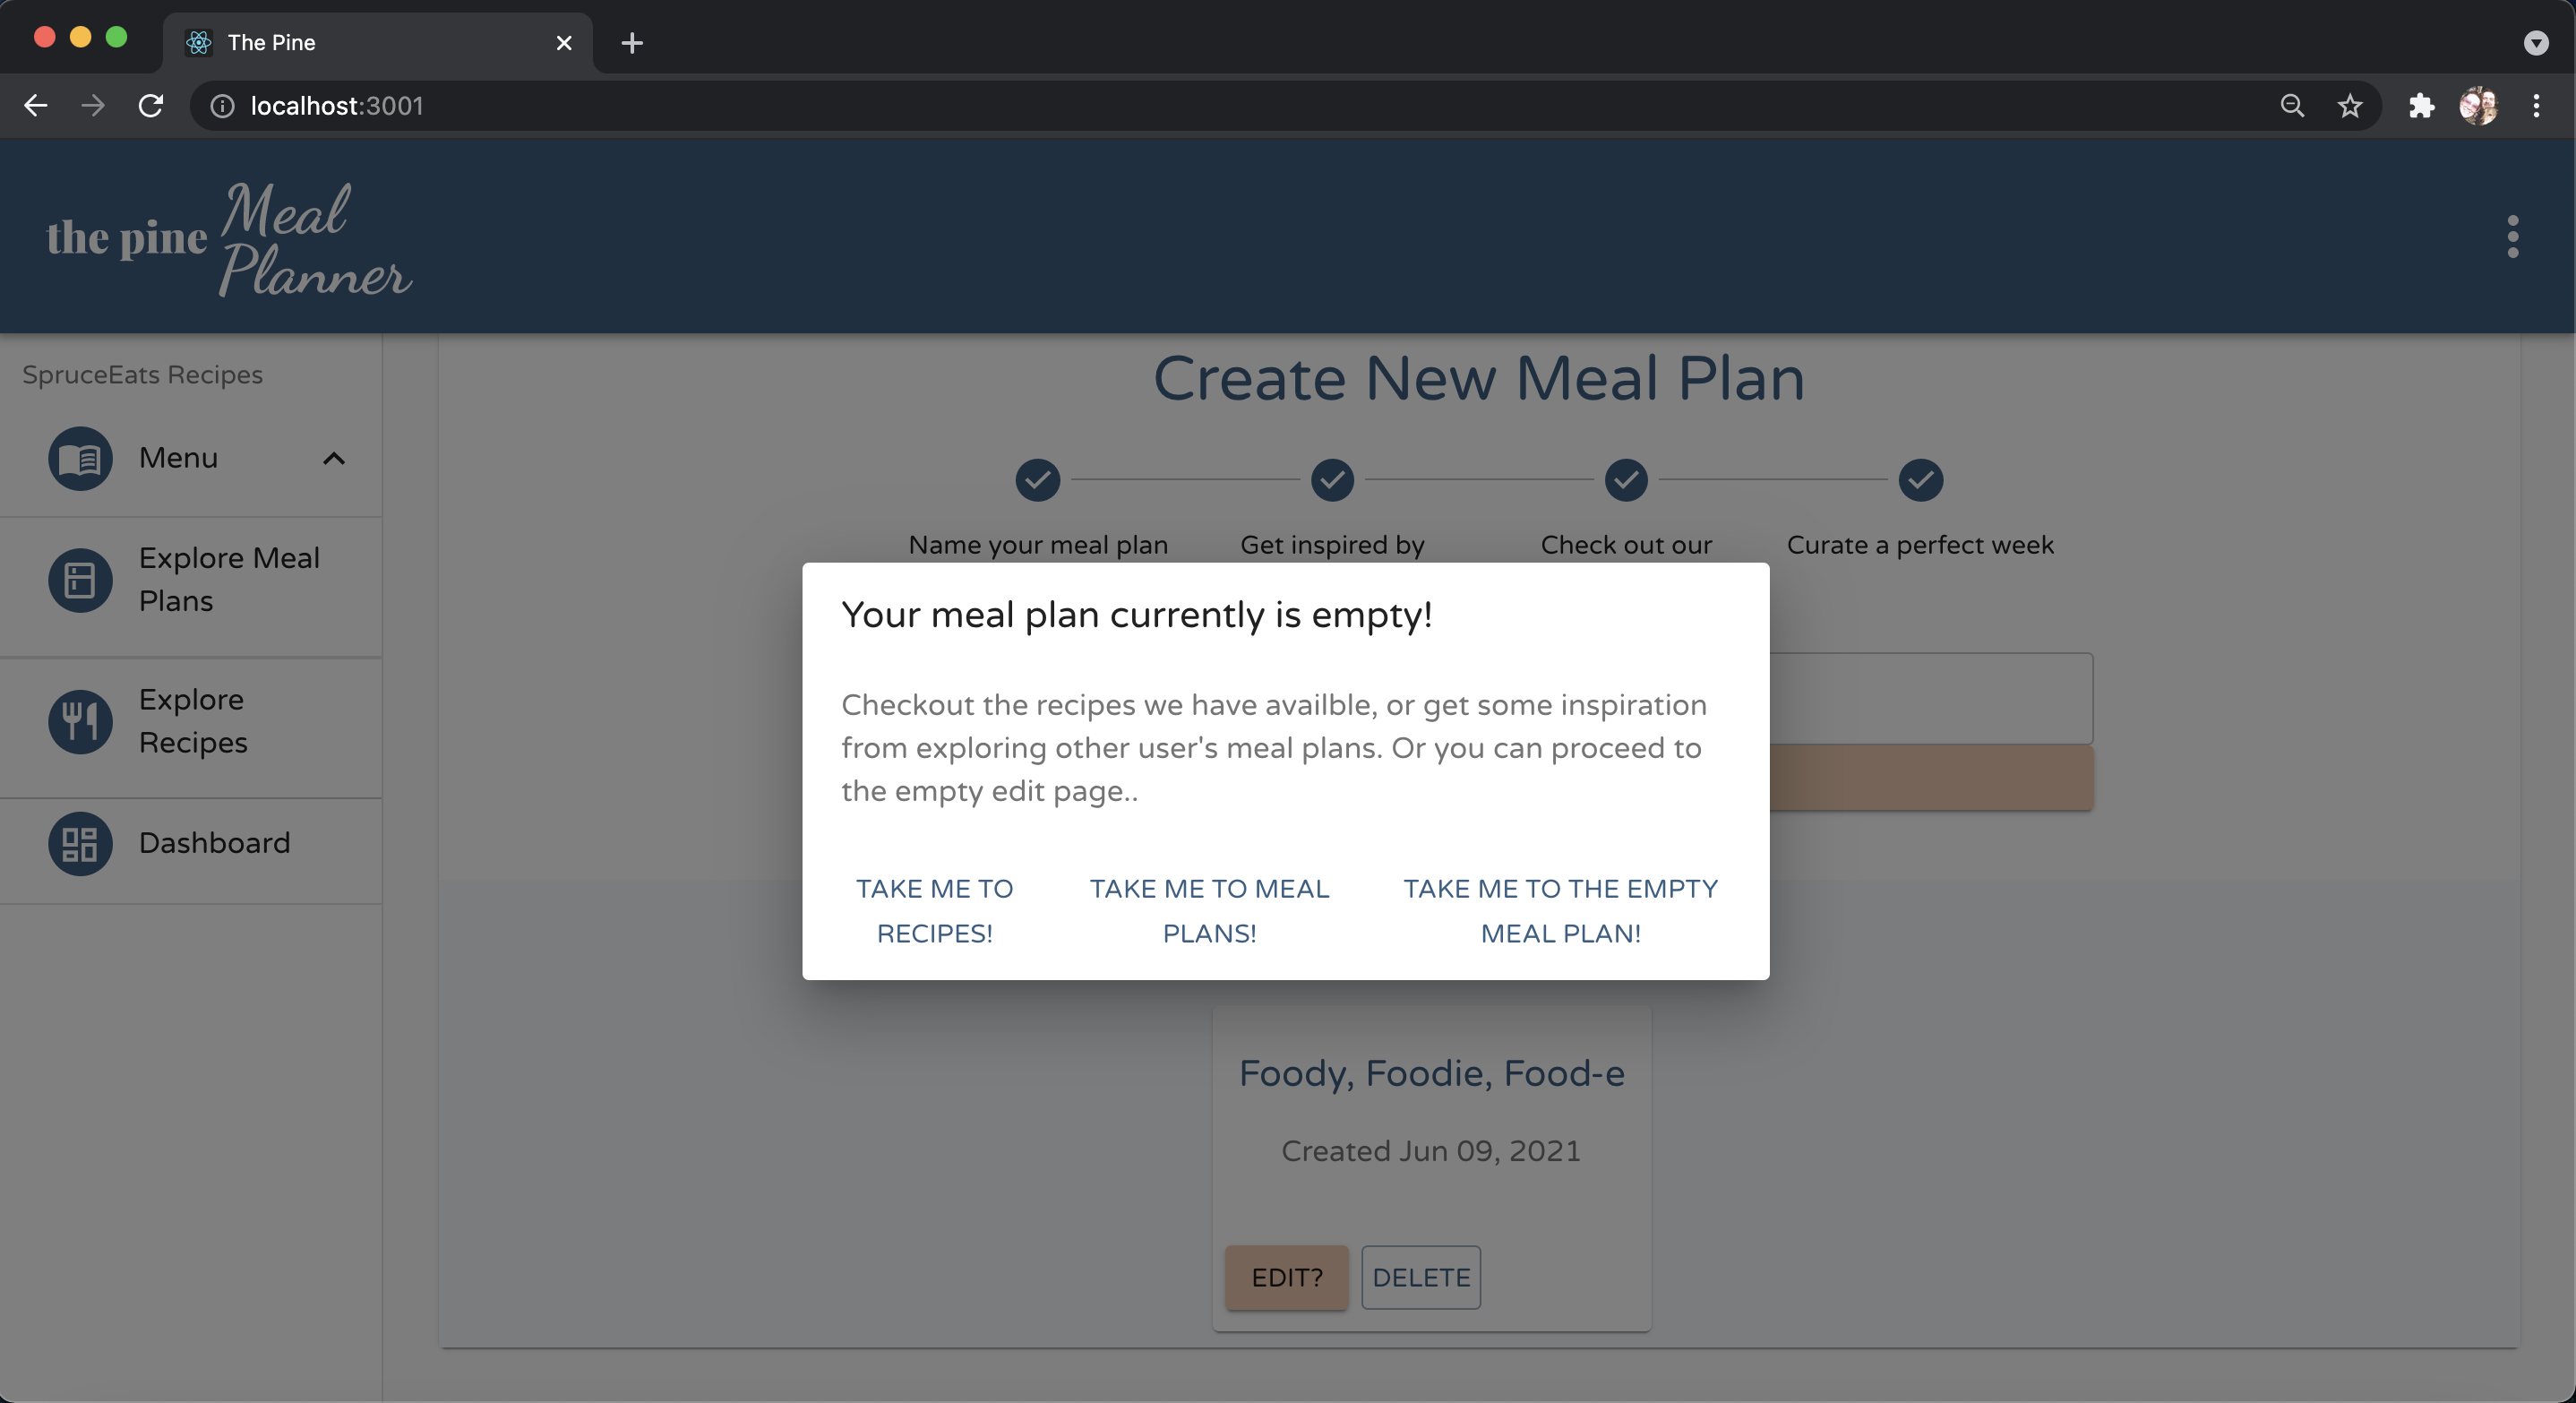 The Pine
localhost:3001
the pine Meal
Planner
SpruceEats Recipes
Menu
Explore Meal
Plans
Explore
Recipes
Dashboard
Create New Meal Plan
Name your meal plan
Get inspired by
Check out our
Curate a perfect week
Your meal plan currently is empty!
Checkout the recipes we have availble, or get some inspiration
from exploring other user's meal plans. Or you can proceed to
the empty edit page..
TAKE ME TO
RECIPES!
TAKE ME TO MEAL
PLANS!
TAKE ME TO THE EMPTY
MEAL PLAN!
Foody, Foodie, Food-e
Created Jun 09, 2021
EDIT?
DELETE